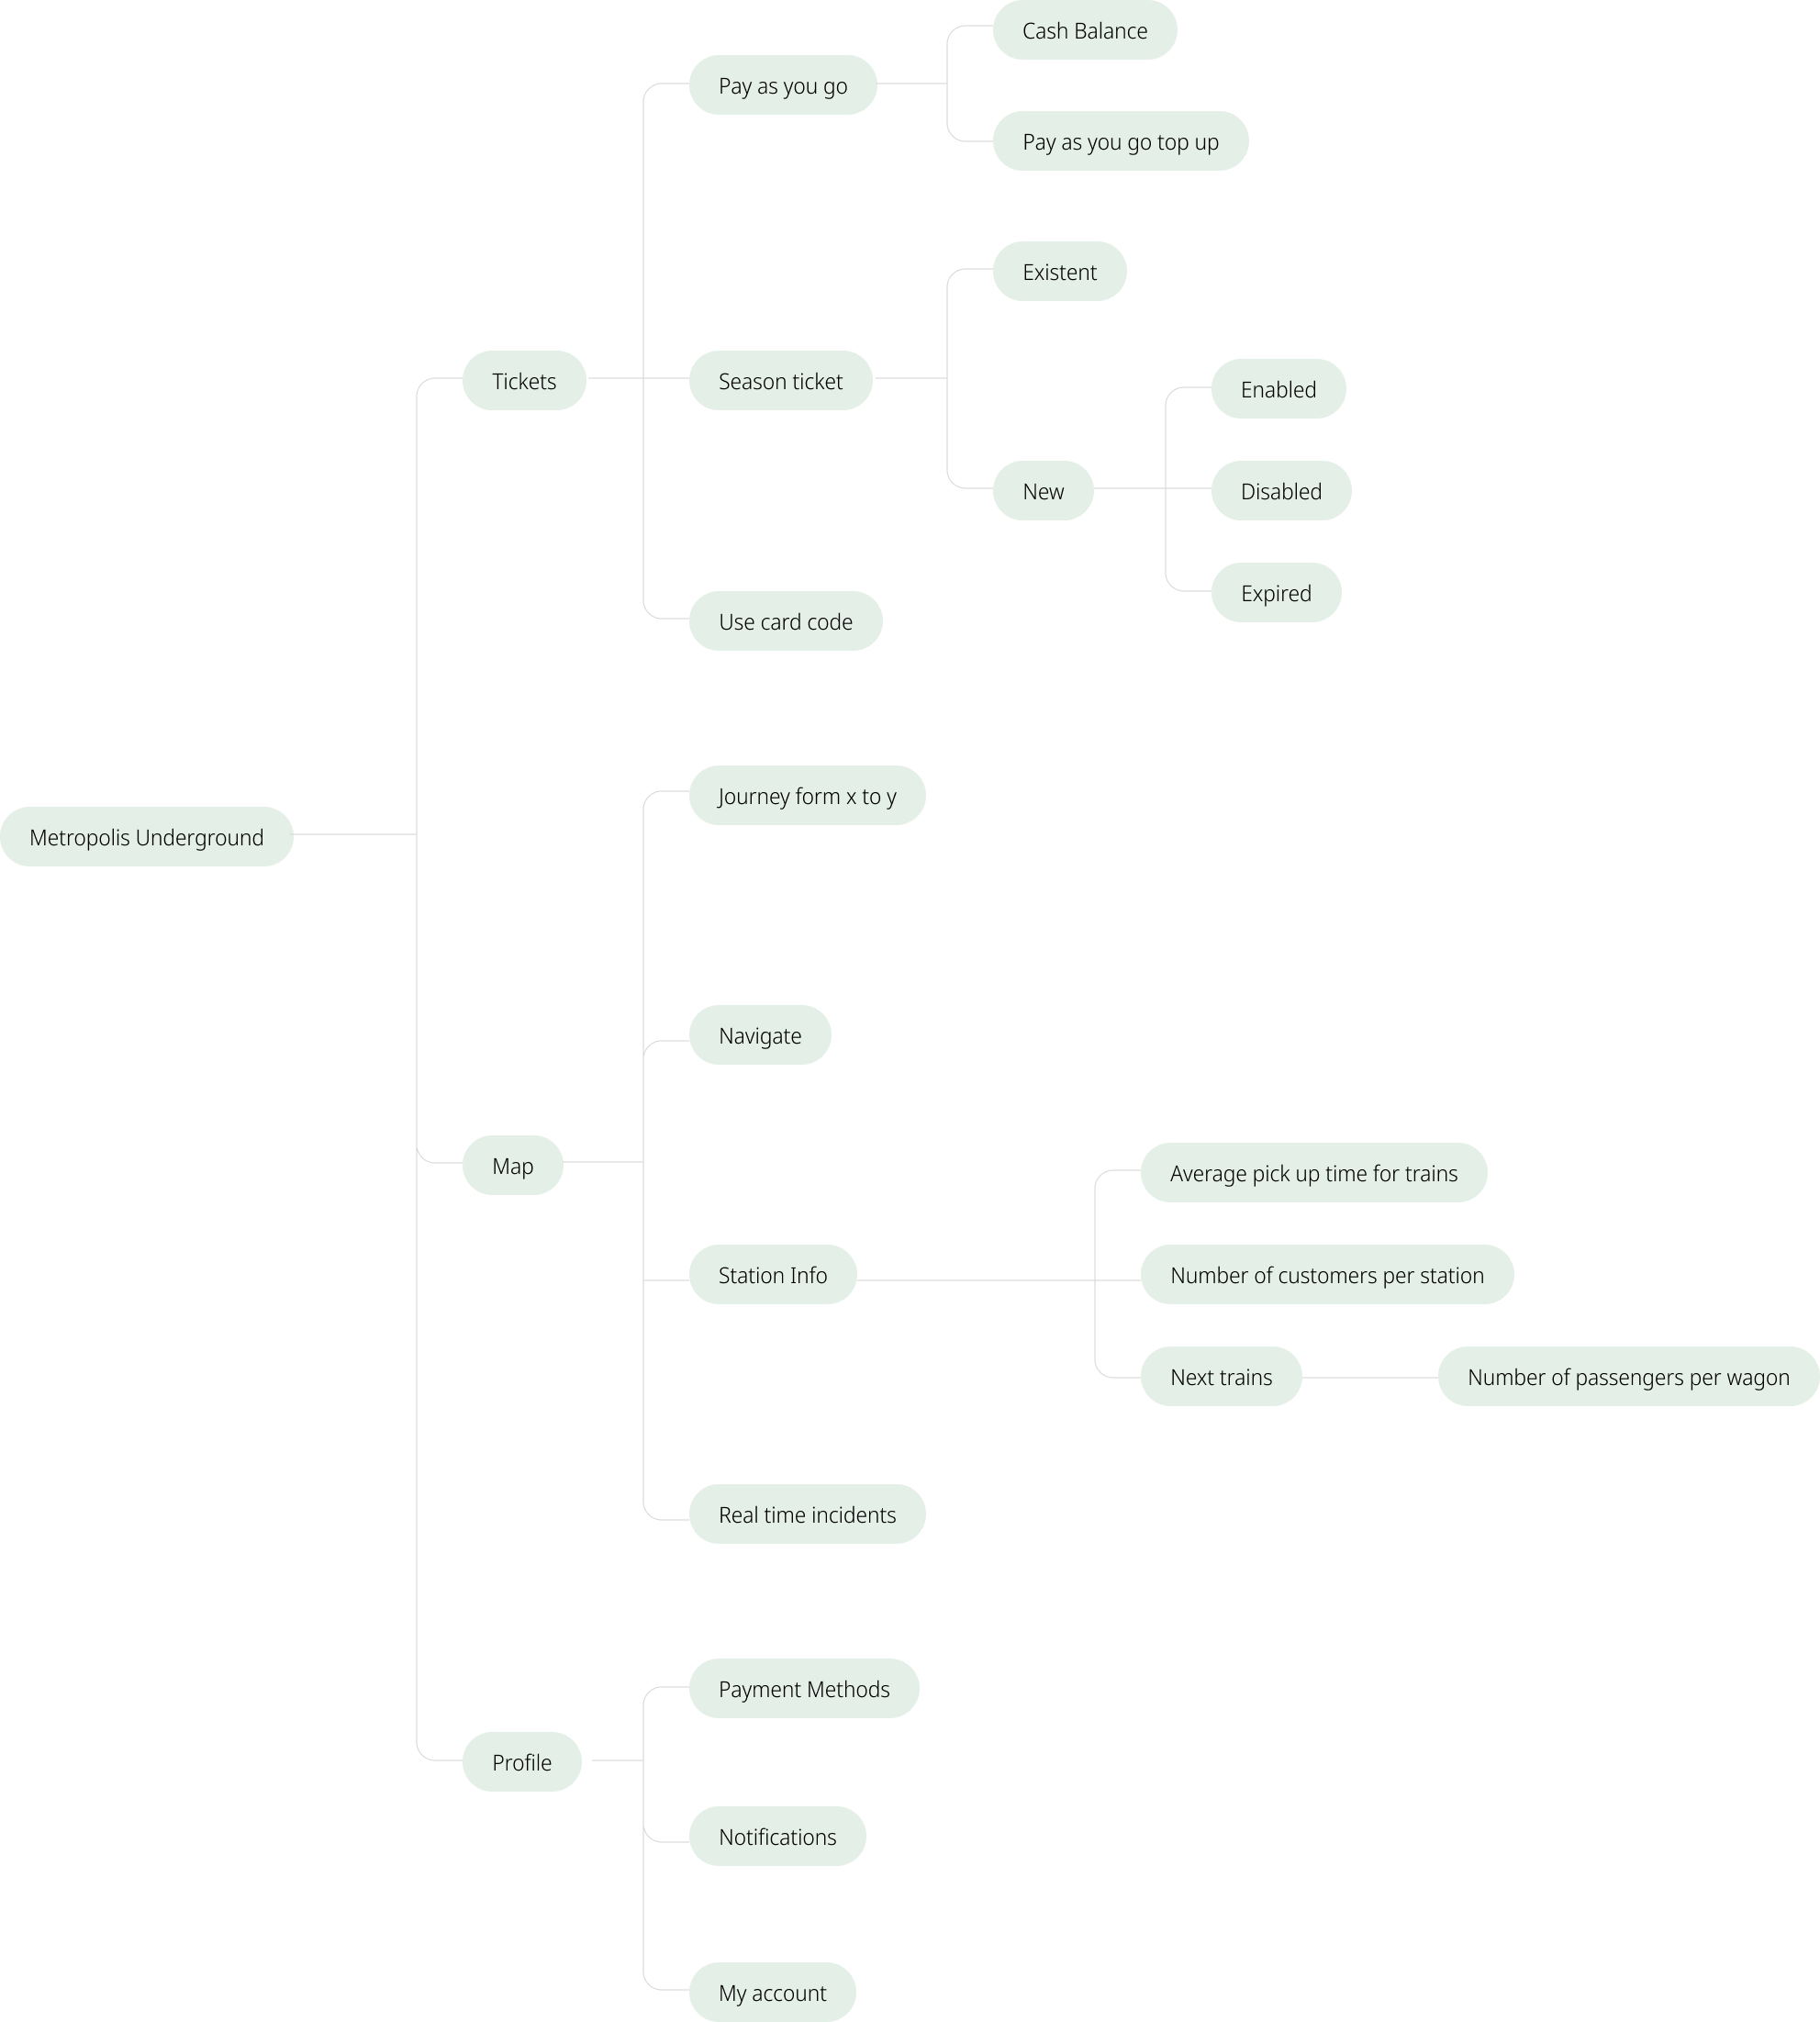 Cash Balance
Pay as you go
Pay as you go top up
Existent
Tickets
Season ticket
Enabled
New
Disabled
Expired
Use card code
Journey form x to y
Metropolis Underground
Navigate
Map
Average pick up time for trains
Station Info
Number of customers per station
Next trains
Number of passengers per wagon
Real time incidents
Payment Methods
Profile
Notifications
My account